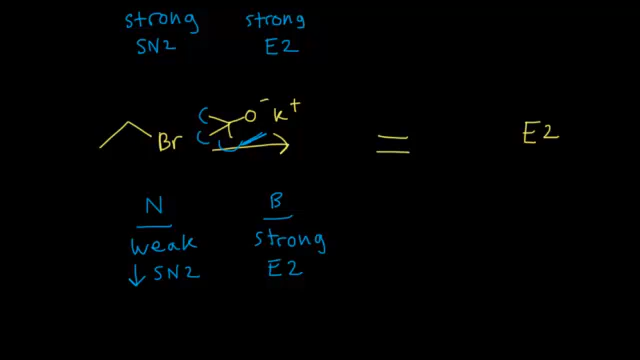 strong strong
SN2 E2
C O⁻ K⁺
Br C E2
N B
weak strong
↓ SN2 E2